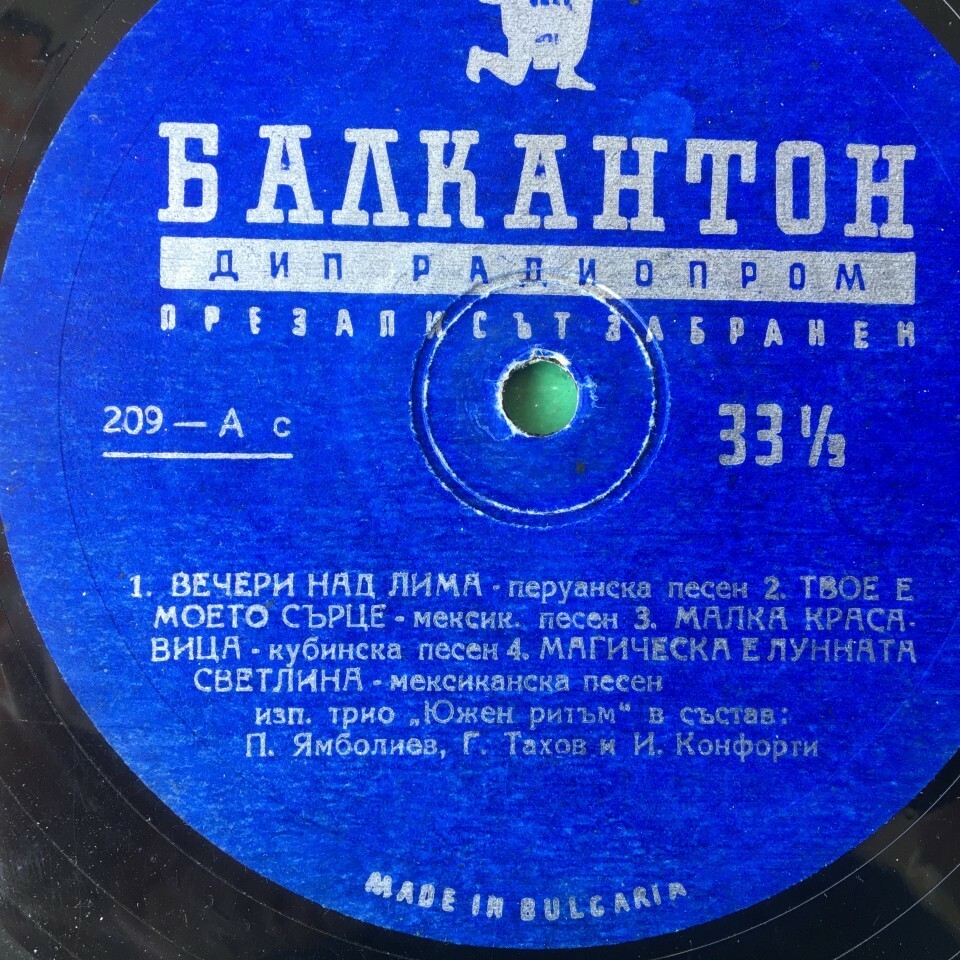 БАЛКАНТОН
ДИП РАДИОПРОМ
ПРЕЗАПИСЪТ ЗАБРАНЕН
209 – А с 33 1/3
1. ВЕЧЕРИ НАД ЛИМА - перуанска песен 2. ТВОЕ Е
МОЕТО СЪРЦЕ - мексик. песен 3. МАЛКА КРАСА-
ВИЦА - кубинска песен 4. МАГИЧЕСКА Е ЛУННАТА
СВЕТЛИНА - мексиканска песен
изп. трио „Южен ритъм" в състав:
П. Ямболиев, Г. Тахов и И. Конфорти
MADE IN BULGARIA